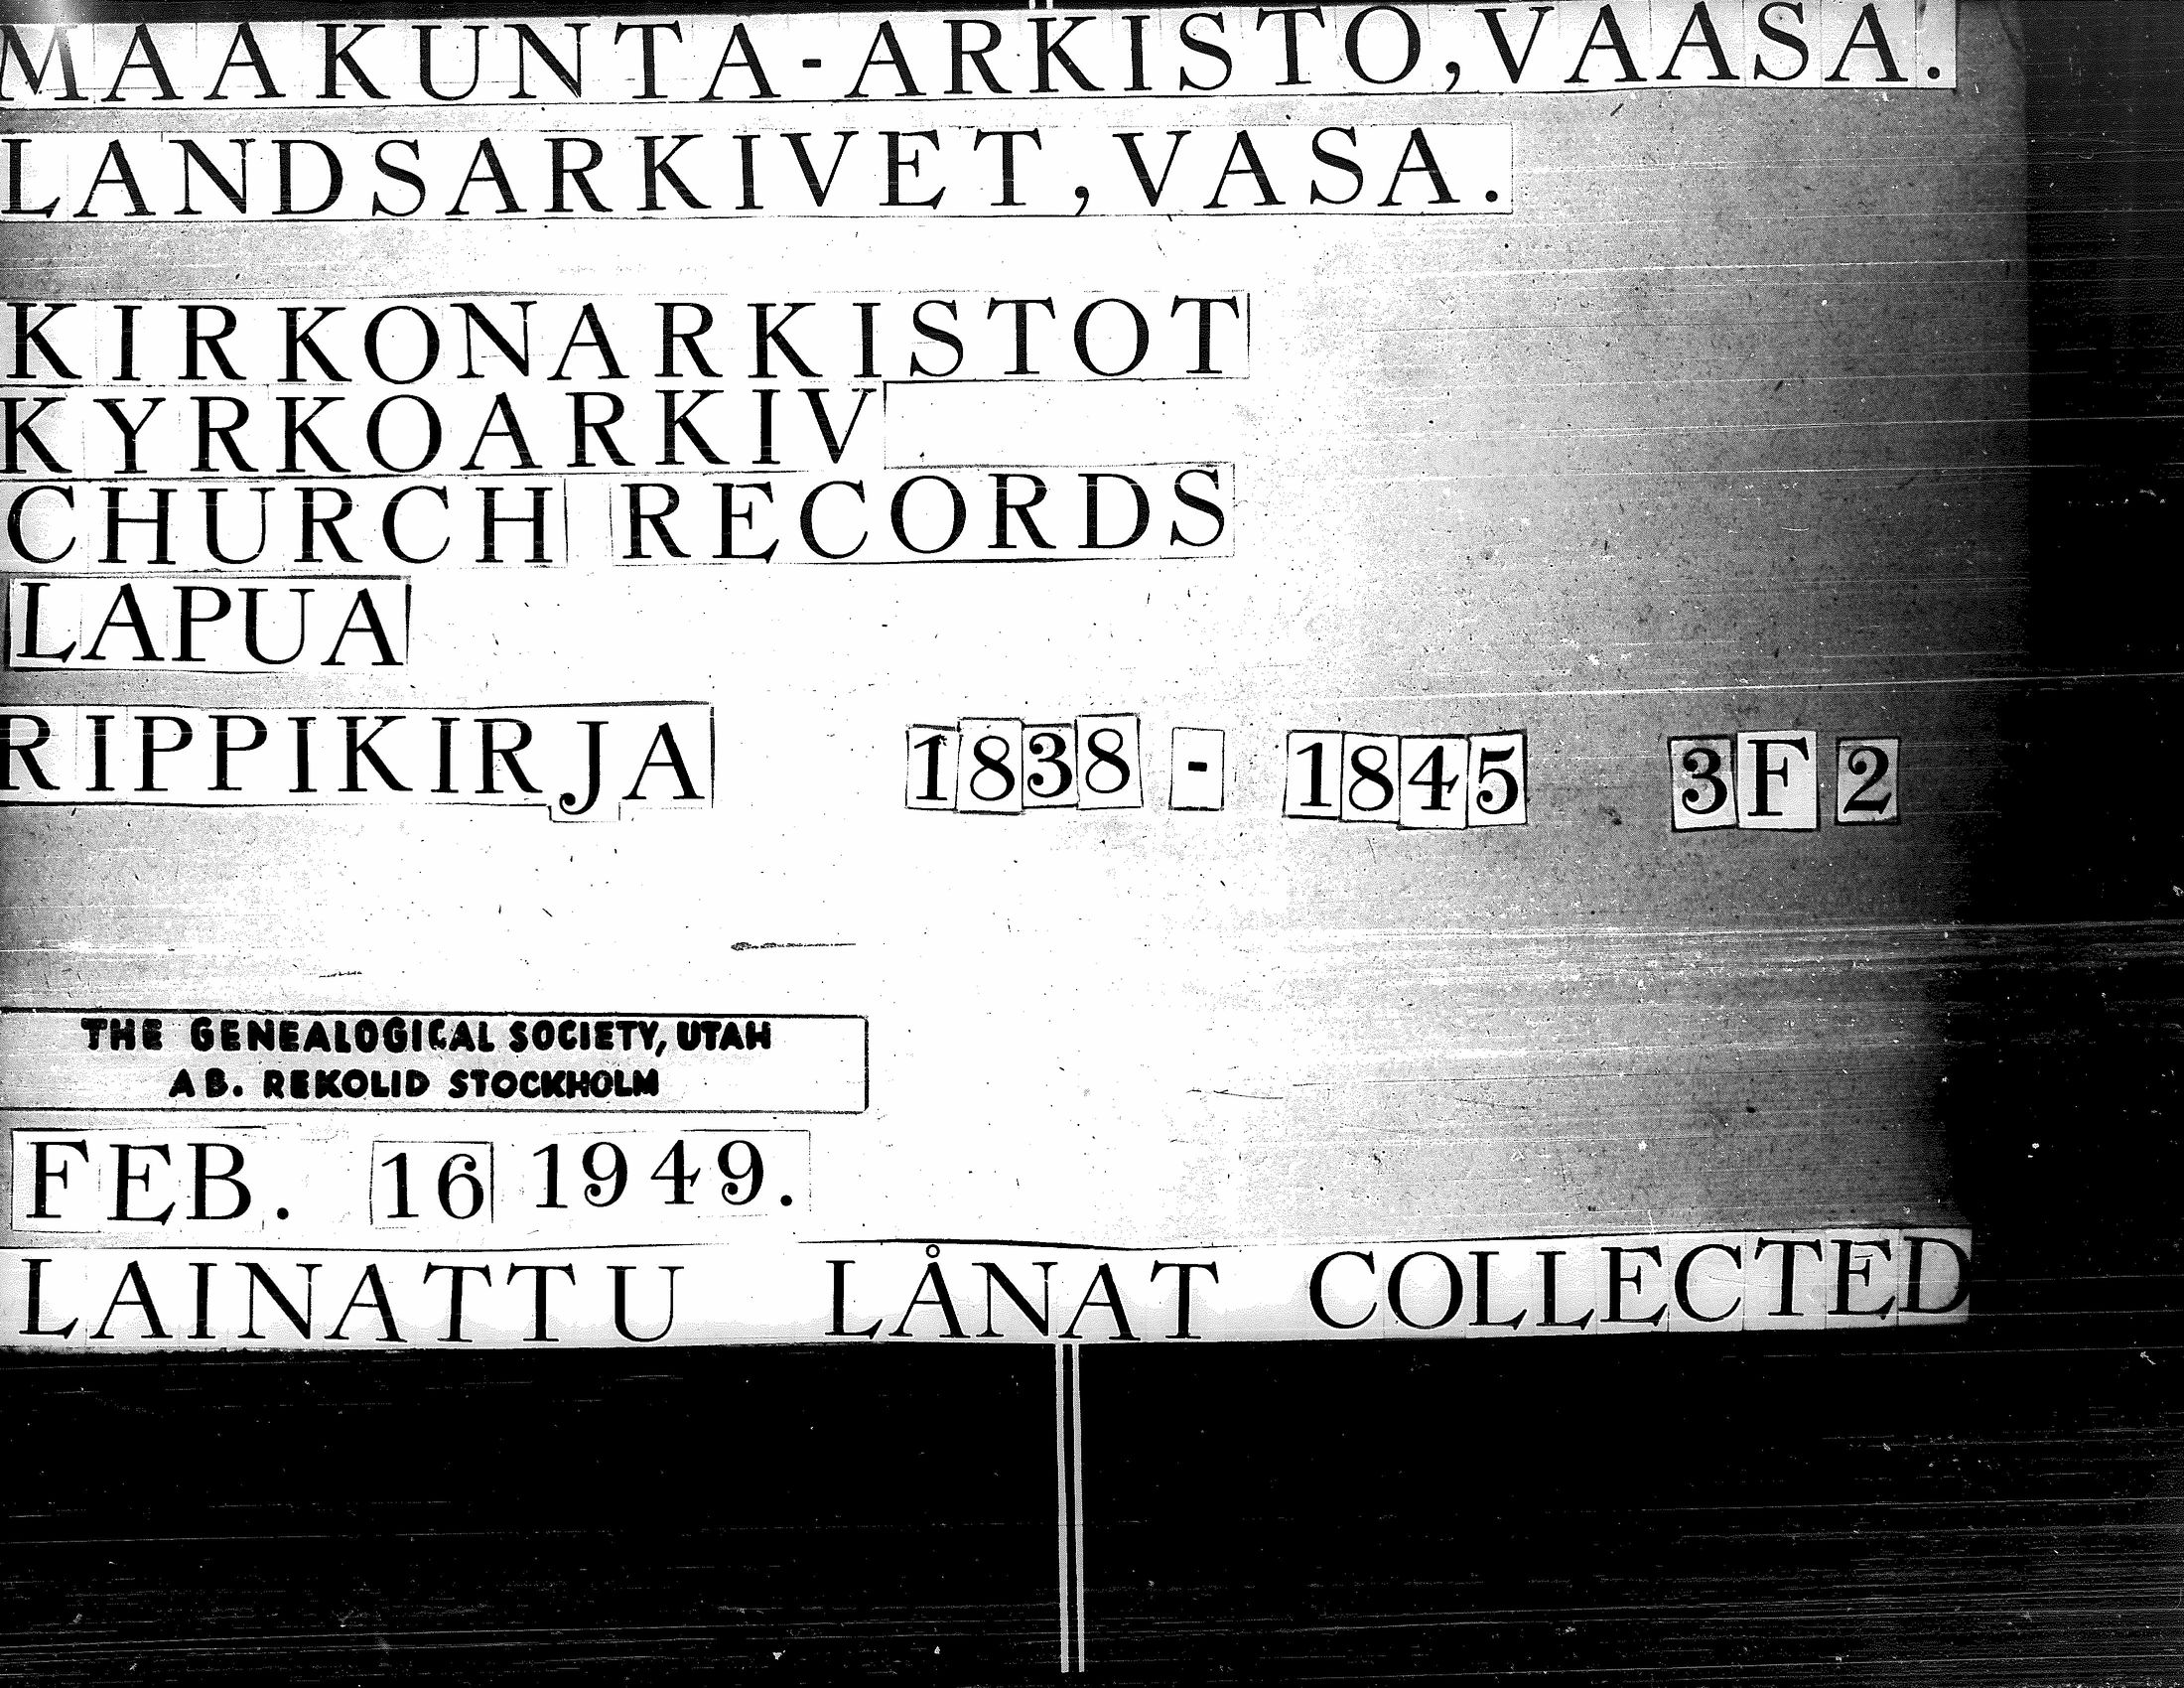 MAAKUNTA-ARKISTO, VAASA.
LANDSARKIVET, VASA.
KIRKONARKISTOT
KYRKOARKIV
CHURCH RECORDS
LAPUA
RIPPIKIRJA 1838 - 1845 3F 2
THE GENEALOGICAL SOCIETY, UTAH
AB. REKOLID STOCKHOLM
FEB. 16 1949.
LAINATTU LÅNAT COLLECTED